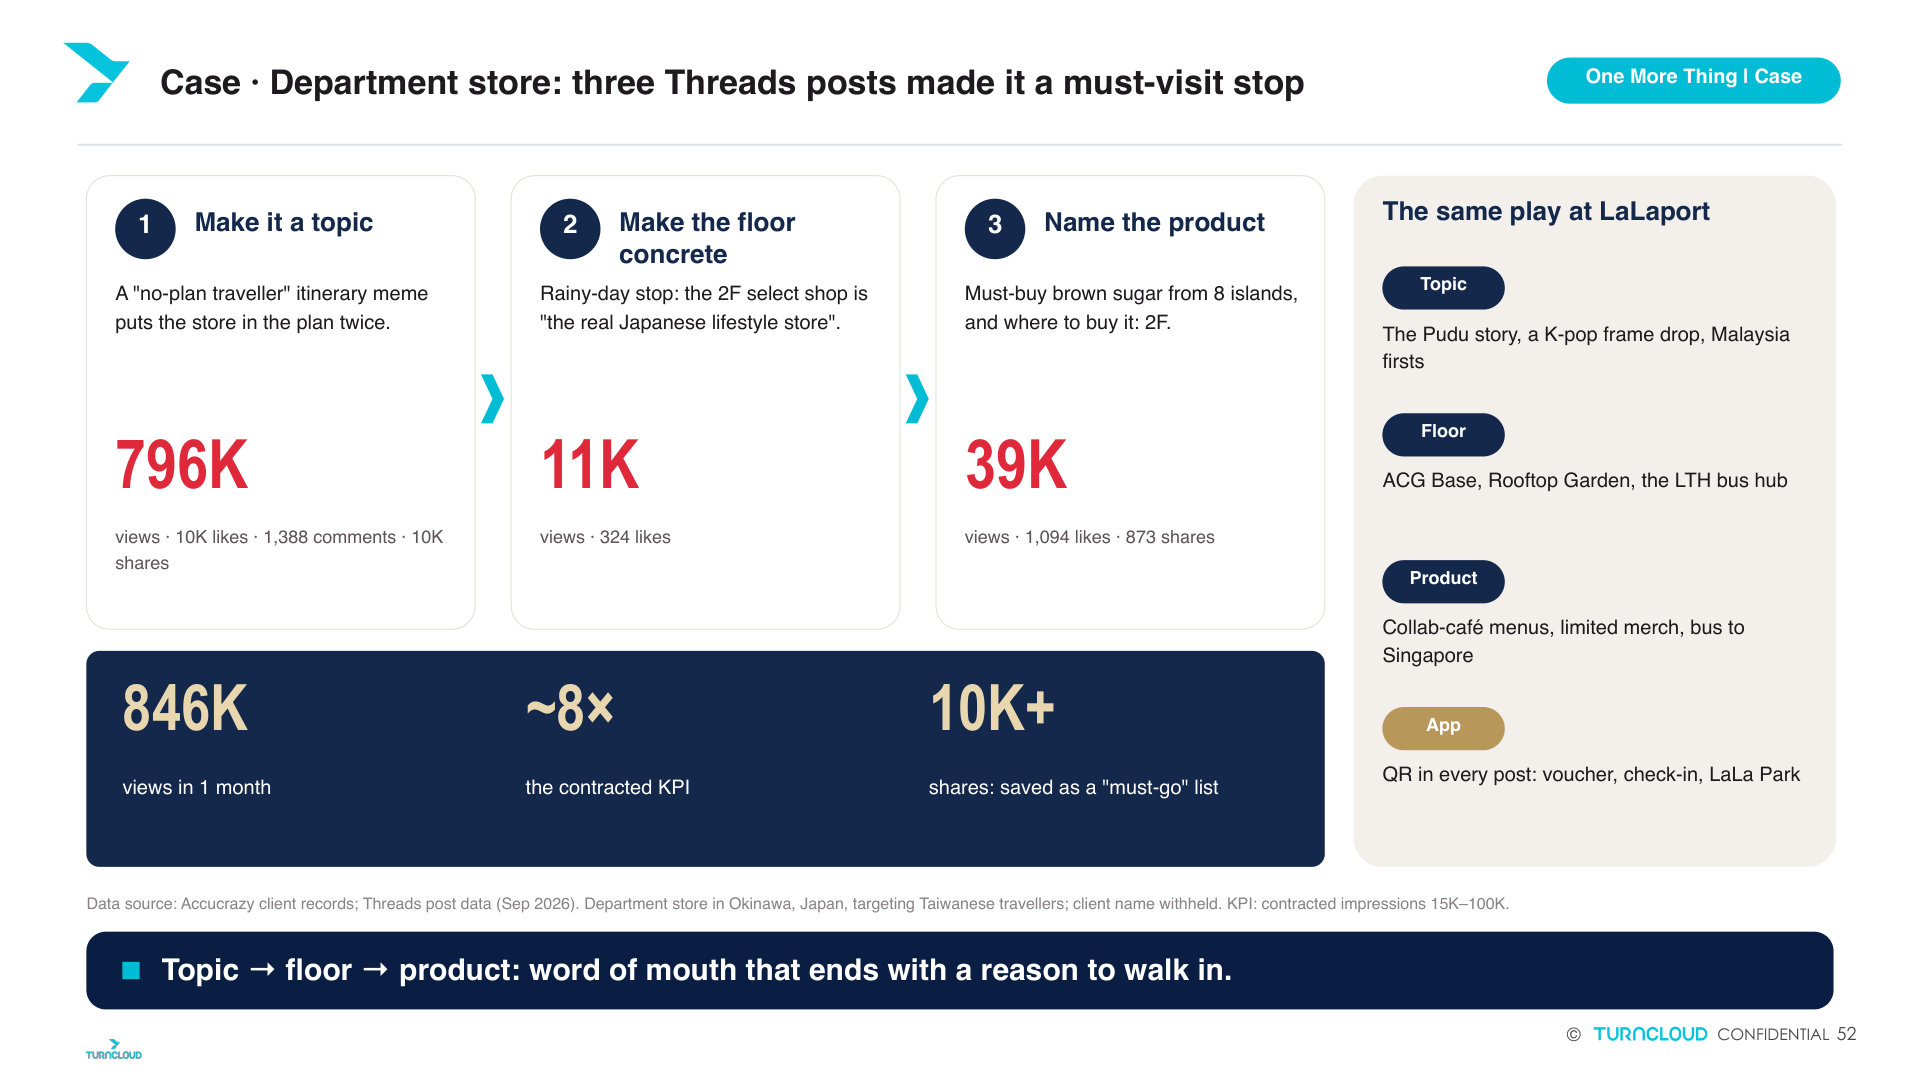 Case · Department store: three Threads posts made it a must-visit stop
One More Thing | Case
1
Make it a topic
A "no-plan traveller" itinerary meme
puts the store in the plan twice.
796K
views · 10K likes · 1,388 comments · 10K
shares
2
Make the floor
concrete
Rainy-day stop: the 2F select shop is
"the real Japanese lifestyle store".
11K
views · 324 likes
3
Name the product
Must-buy brown sugar from 8 islands,
and where to buy it: 2F.
39K
views · 1,094 likes · 873 shares
846K
views in 1 month
~8×
the contracted KPI
10K+
shares: saved as a "must-go" list
The same play at LaLaport
Topic
The Pudu story, a K-pop frame drop, Malaysia
firsts
Floor
ACG Base, Rooftop Garden, the LTH bus hub
Product
Collab-café menus, limited merch, bus to
Singapore
App
QR in every post: voucher, check-in, LaLa Park
Data source: Accucrazy client records; Threads post data (Sep 2026). Department store in Okinawa, Japan, targeting Taiwanese travellers; client name withheld. KPI: contracted impressions 15K–100K.
Topic → floor → product: word of mouth that ends with a reason to walk in.
TURNCLOUD
© TURNCLOUD CONFIDENTIAL 52